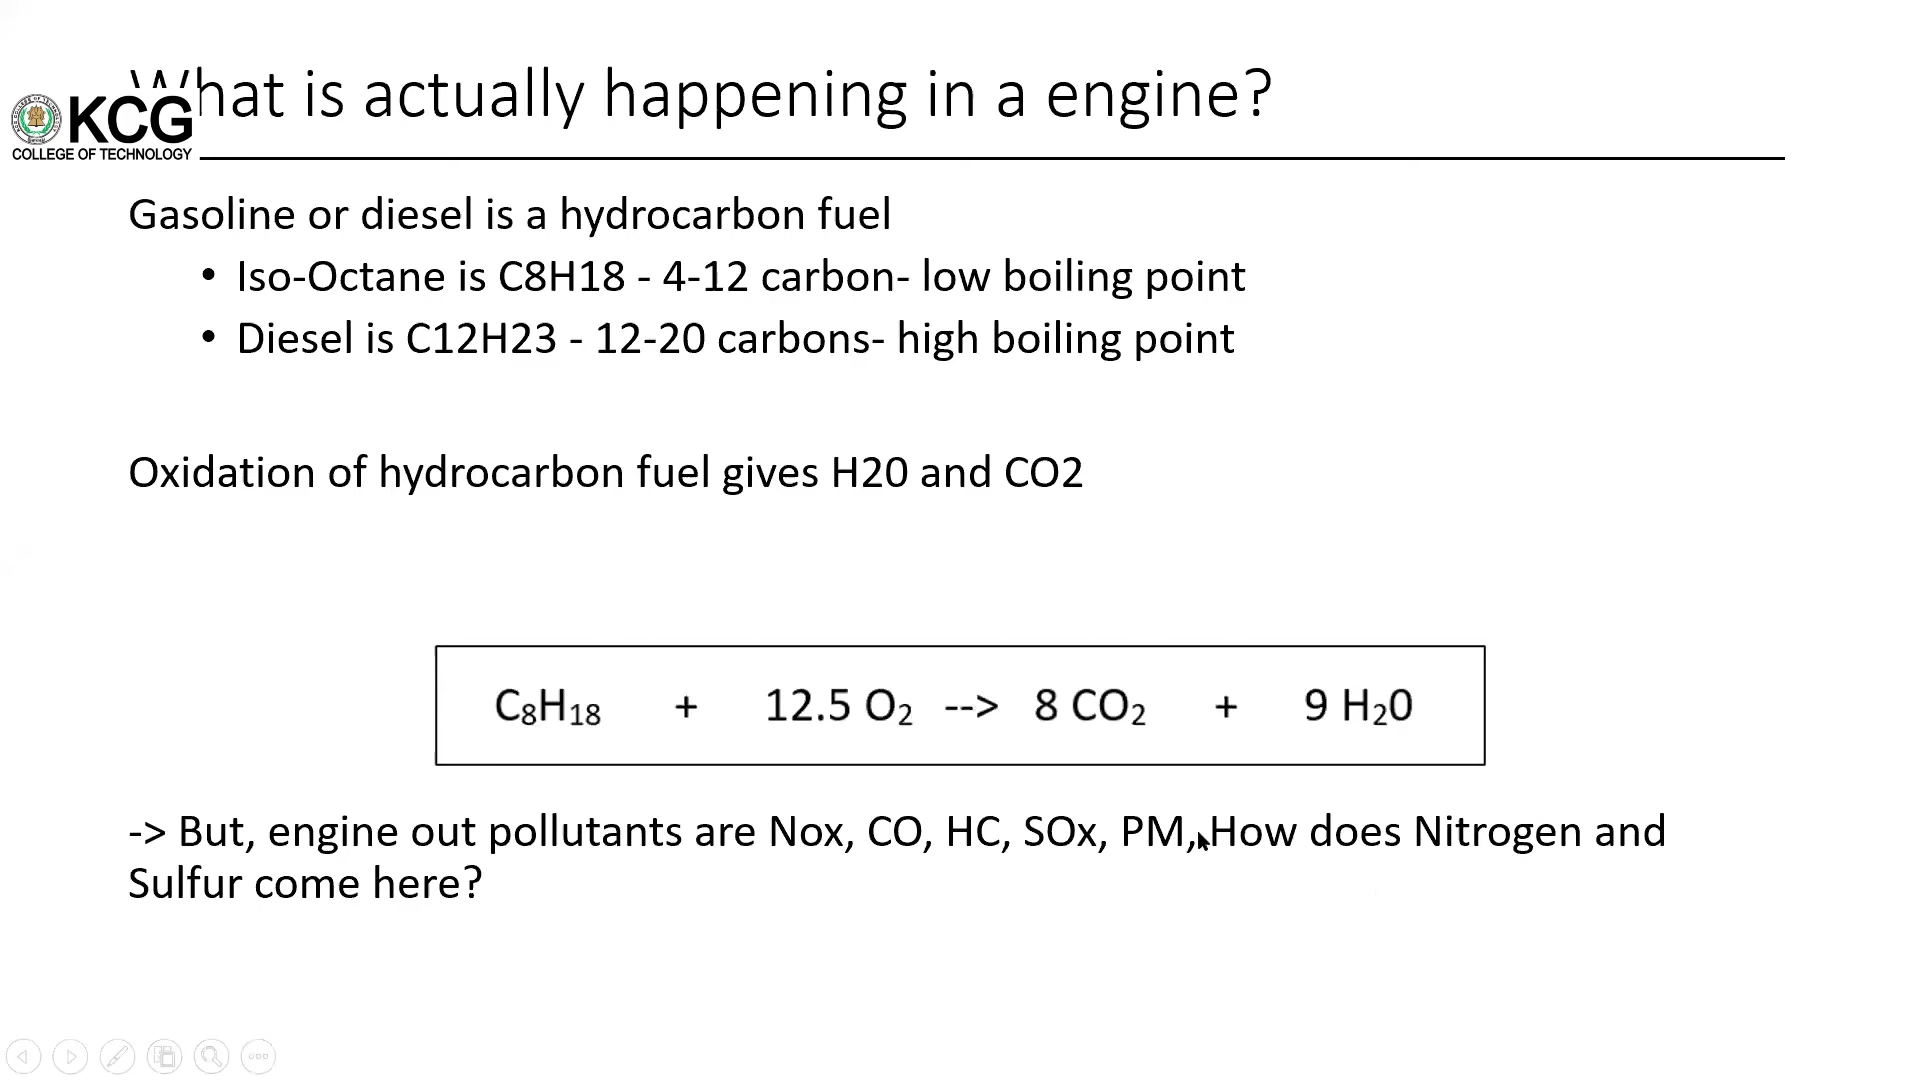 What is actually happening in a engine?
KCG
COLLEGE OF TECHNOLOGY
Gasoline or diesel is a hydrocarbon fuel
• Iso-Octane is C8H18 - 4-12 carbon- low boiling point
• Diesel is C12H23 - 12-20 carbons- high boiling point
Oxidation of hydrocarbon fuel gives H20 and CO2
C₈H₁₈ + 12.5 O₂ --> 8 CO₂ + 9 H₂0
-> But, engine out pollutants are Nox, CO, HC, SOx, PM, How does Nitrogen and
Sulfur come here?